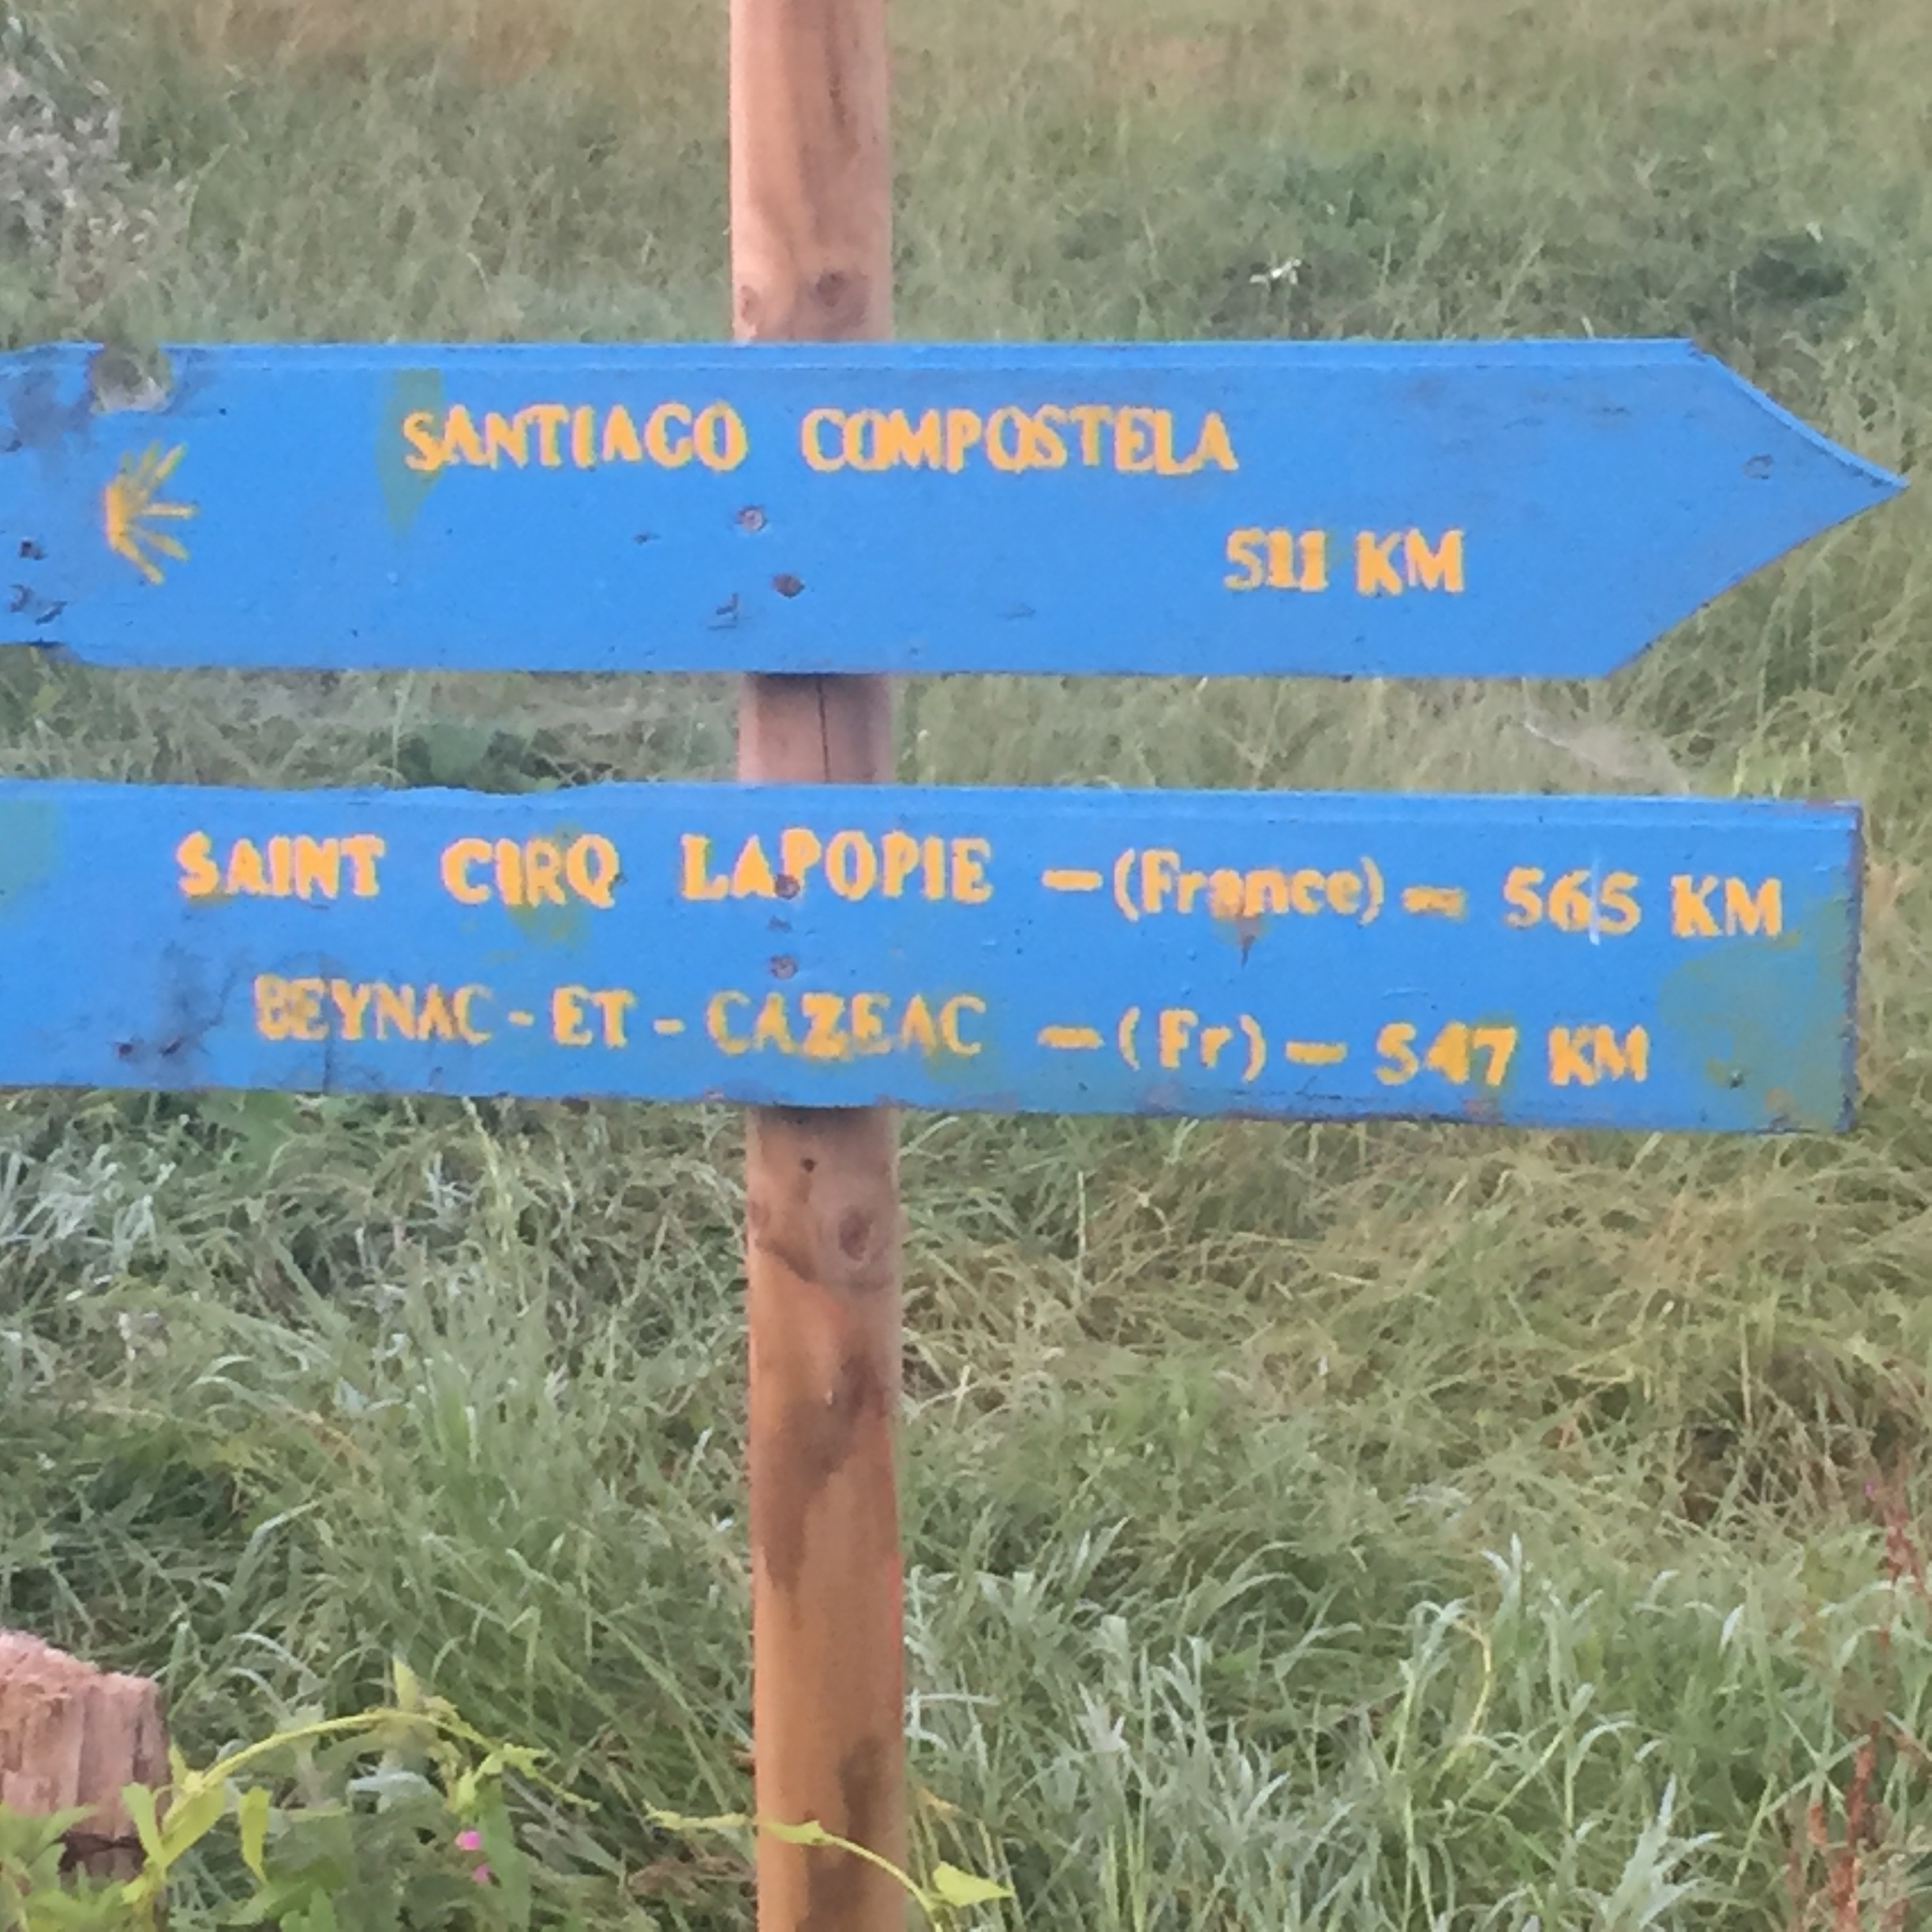 SANTIAGO COMPOSTELA
511 KM
SAINT CIRQ LAPOPIE - (France) - 565 KM
BEYNAC - ET - CAZEAC - (Fr) - 547 KM